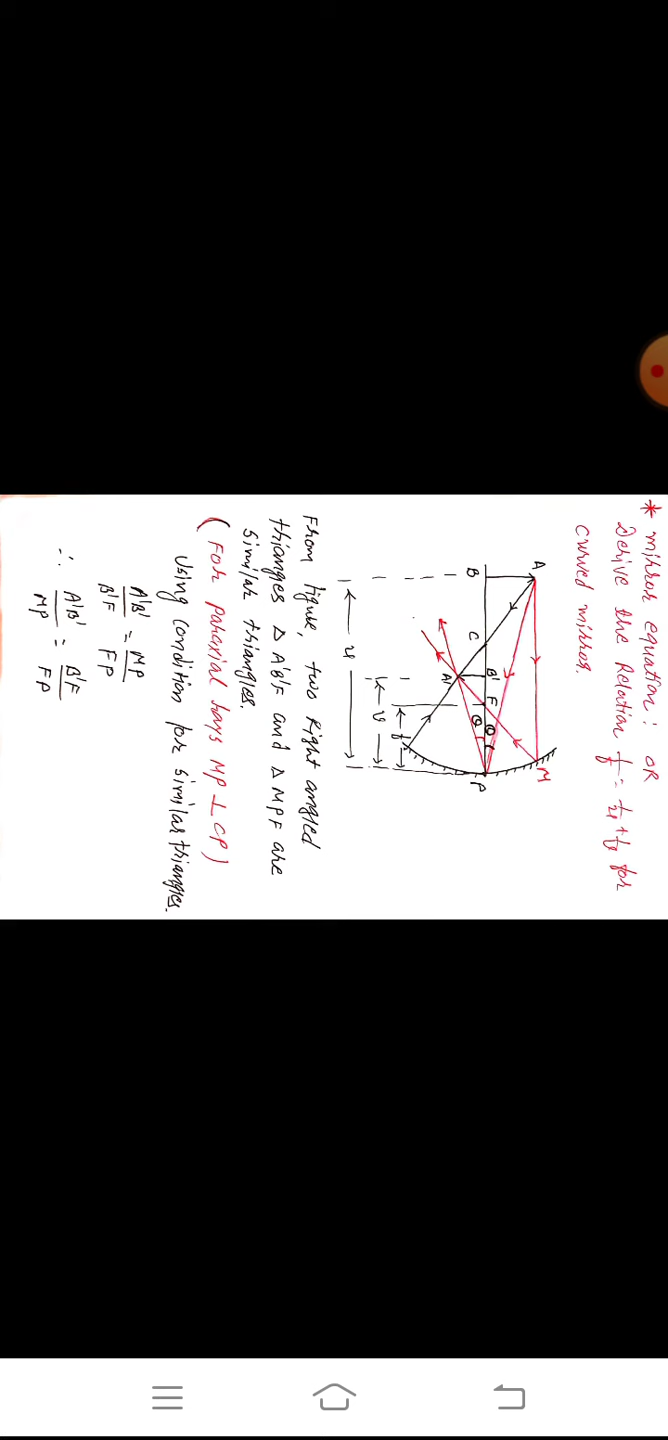 * mirror equation: OR
Derive the Relation 1/f = 1/u + 1/v for
curved mirror.
A
M
B
C
B'
F
θ
θ
P
A'
f
v
u
From figure, two Right angled
triangles Δ A'B'F and Δ MPF are
similar triangles.
(For paraxial rays MP ⊥ CP)
Using condition for similar triangles.
A'B'/B'F = MP/FP
∴ A'B'/MP = B'F/FP